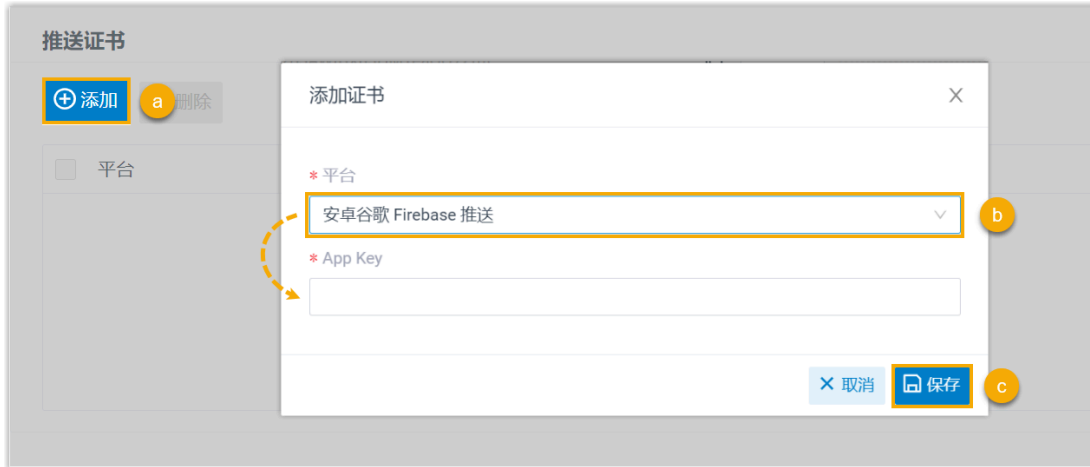 推送证书
添加
a
删除
平台
添加证书
* 平台
安卓谷歌 Firebase 推送
b
* App Key
取消
保存
c